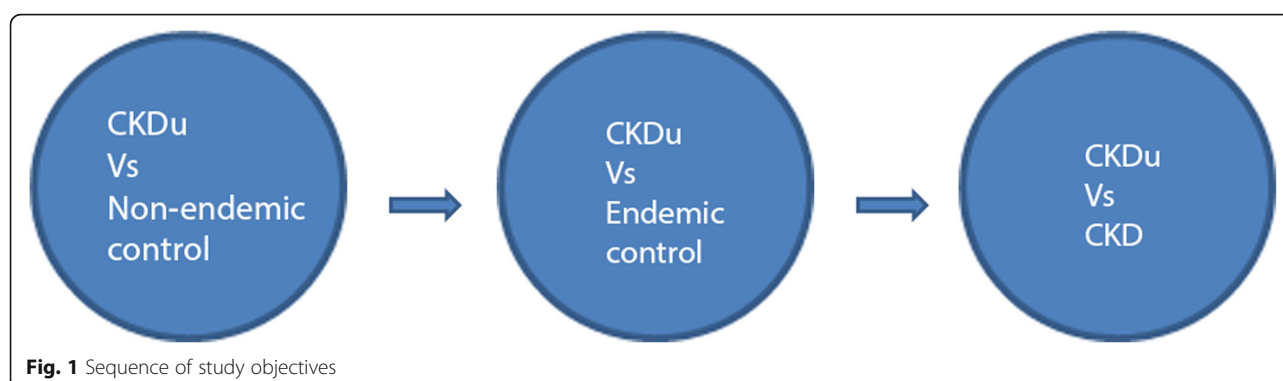 CKDu
Vs
Non-endemic
control
CKDu
Vs
Endemic
control
CKDu
Vs
CKD
Fig. 1 Sequence of study objectives